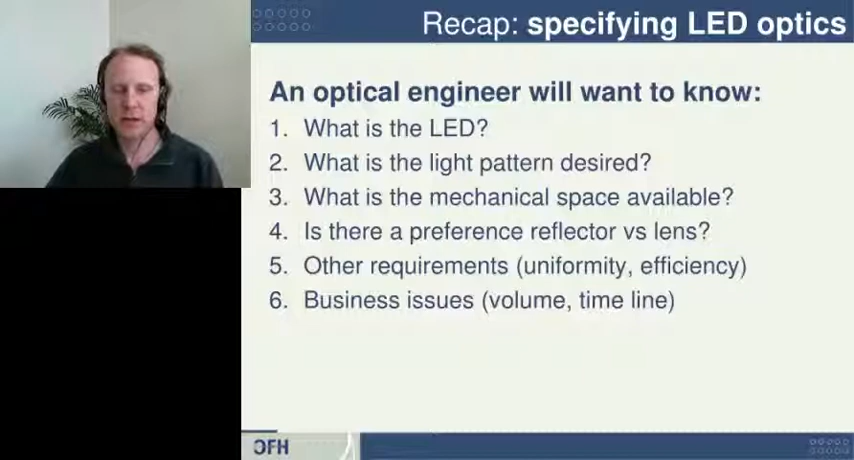 Recap: specifying LED optics
An optical engineer will want to know:
1. What is the LED?
2. What is the light pattern desired?
3. What is the mechanical space available?
4. Is there a preference reflector vs lens?
5. Other requirements (uniformity, efficiency)
6. Business issues (volume, time line)
OFH